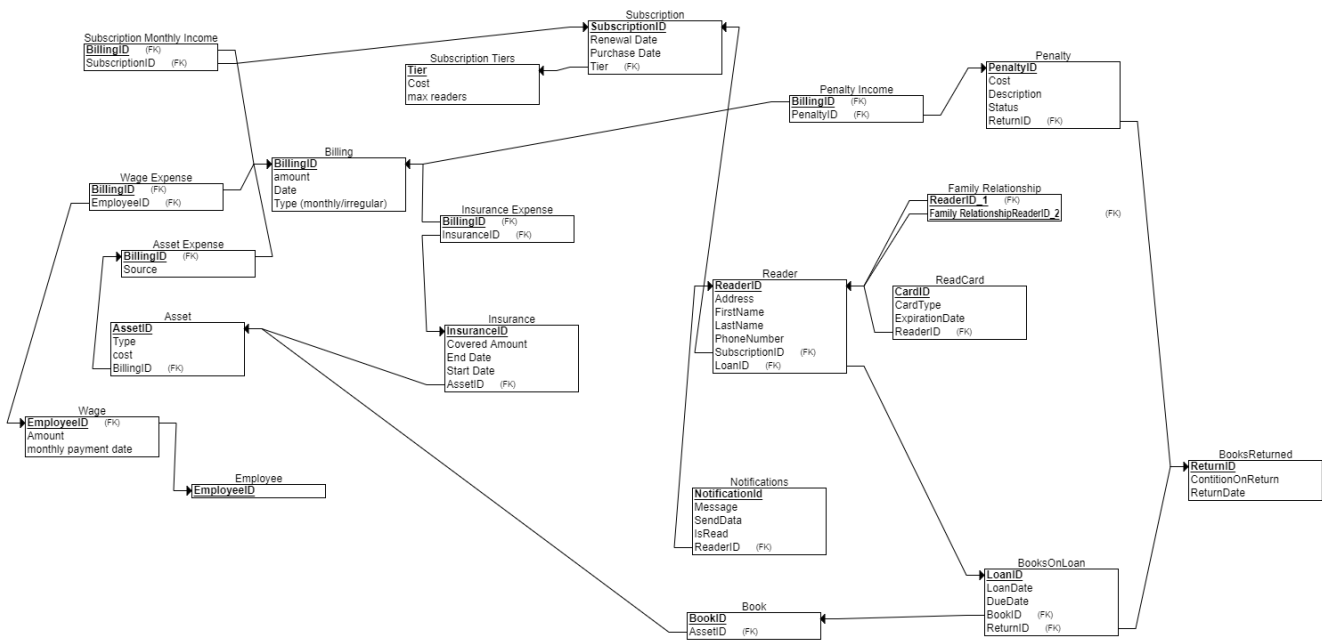 Subscription
SubscriptionID
Renewal Date
Purchase Date
Tier (FK)
Subscription Monthly Income
BillingID (FK)
SubscriptionID (FK)
Subscription Tiers
Tier
Cost
max readers
Penalty
PenaltyID
Cost
Description
Status
ReturnID (FK)
Penalty Income
BillingID (FK)
PenaltyID (FK)
Billing
BillingID
amount
Date
Type (monthly/irregular)
Wage Expense
BillingID (FK)
EmployeeID (FK)
Insurance Expense
BillingID (FK)
InsuranceID (FK)
Family Relationship
ReaderID_1 (FK)
Family RelationshipReaderID_2 (FK)
Asset Expense
BillingID (FK)
Source
Reader
ReaderID
Address
FirstName
LastName
PhoneNumber
SubscriptionID (FK)
LoanID (FK)
ReadCard
CardID
CardType
ExpirationDate
ReaderID (FK)
Asset
AssetID
Type
cost
BillingID (FK)
Insurance
InsuranceID
Covered Amount
End Date
Start Date
AssetID (FK)
Wage
EmployeeID (FK)
Amount
monthly payment date
Employee
EmployeeID
Notifications
NotificationId
Message
SendData
IsRead
ReaderID (FK)
BooksReturned
ReturnID
ContitionOnReturn
ReturnDate
BooksOnLoan
LoanID
LoanDate
DueDate
BookID (FK)
ReturnID (FK)
Book
BookID
AssetID (FK)